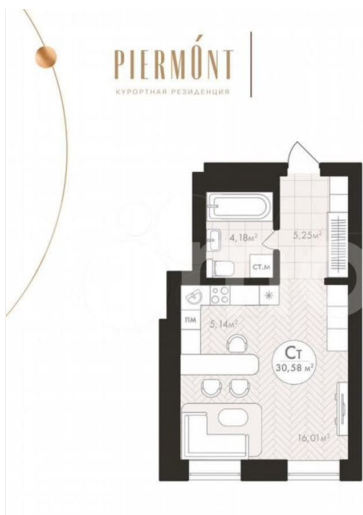 PIERMÓNT
КУРОРТНАЯ РЕЗИДЕНЦИЯ
4,18м²
5,25м²
СТ.М
ПМ
5,14м²
Ст
30,58 м²
16,01м²